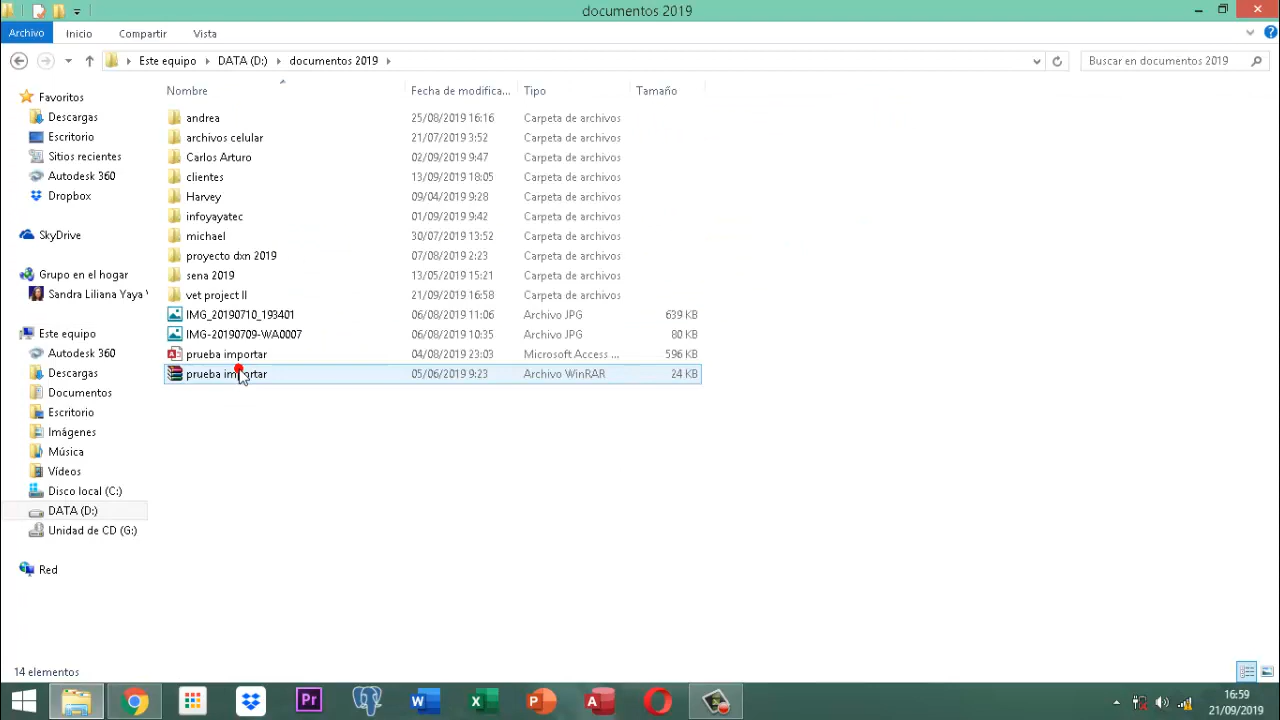 documentos 2019
Archivo Inicio Compartir Vista
Este equipo DATA (D:) documentos 2019 Buscar en documentos 2019
Nombre Fecha de modifica... Tipo Tamaño
Favoritos
Descargas
Escritorio
Sitios recientes
Autodesk 360
Dropbox
SkyDrive
Grupo en el hogar
Sandra Liliana Yaya
Este equipo
Autodesk 360
Descargas
Documentos
Escritorio
Imágenes
Música
Vídeos
Disco local (C:)
DATA (D:)
Unidad de CD (G:)
Red
andrea 25/08/2019 16:16 Carpeta de archivos
archivos celular 21/07/2019 3:52 Carpeta de archivos
Carlos Arturo 02/09/2019 9:47 Carpeta de archivos
clientes 13/09/2019 18:05 Carpeta de archivos
Harvey 09/04/2019 9:28 Carpeta de archivos
infoyayatec 01/09/2019 9:42 Carpeta de archivos
michael 30/07/2019 13:52 Carpeta de archivos
proyecto dxn 2019 07/08/2019 2:23 Carpeta de archivos
sena 2019 13/05/2019 15:21 Carpeta de archivos
vet project II 21/09/2019 16:58 Carpeta de archivos
IMG_20190710_193401 06/08/2019 11:06 Archivo JPG 639 KB
IMG-20190709-WA0007 06/08/2019 10:35 Archivo JPG 80 KB
prueba importar 04/08/2019 23:03 Microsoft Access ... 596 KB
prueba importar 05/06/2019 9:23 Archivo WinRAR 24 KB
14 elementos
Pr W X P A
16:59
21/09/2019